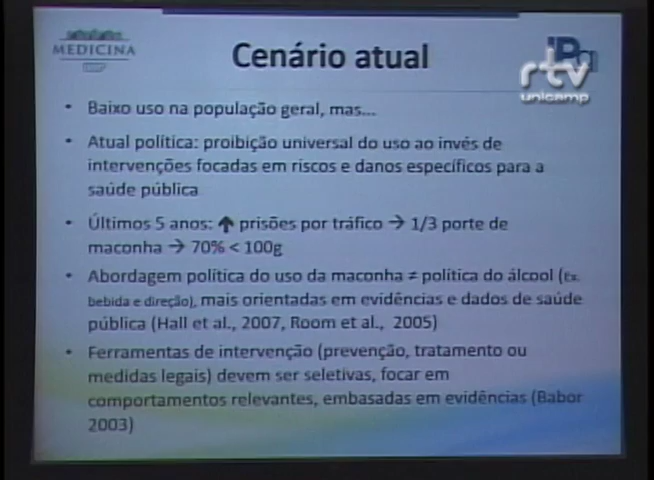 MEDICINA
USP
Cenário atual
rtv
unicamp
• Baixo uso na população geral, mas...
• Atual política: proibição universal do uso ao invés de
intervenções focadas em riscos e danos específicos para a
saúde pública
• Últimos 5 anos: ↑ prisões por tráfico → 1/3 porte de
maconha → 70% < 100g
• Abordagem política do uso da maconha ≠ política do álcool (Ex.
bebida e direção), mais orientadas em evidências e dados de saúde
pública (Hall et al., 2007, Room et al., 2005)
• Ferramentas de intervenção (prevenção, tratamento ou
medidas legais) devem ser seletivas, focar em
comportamentos relevantes, embasadas em evidências (Babor
2003)